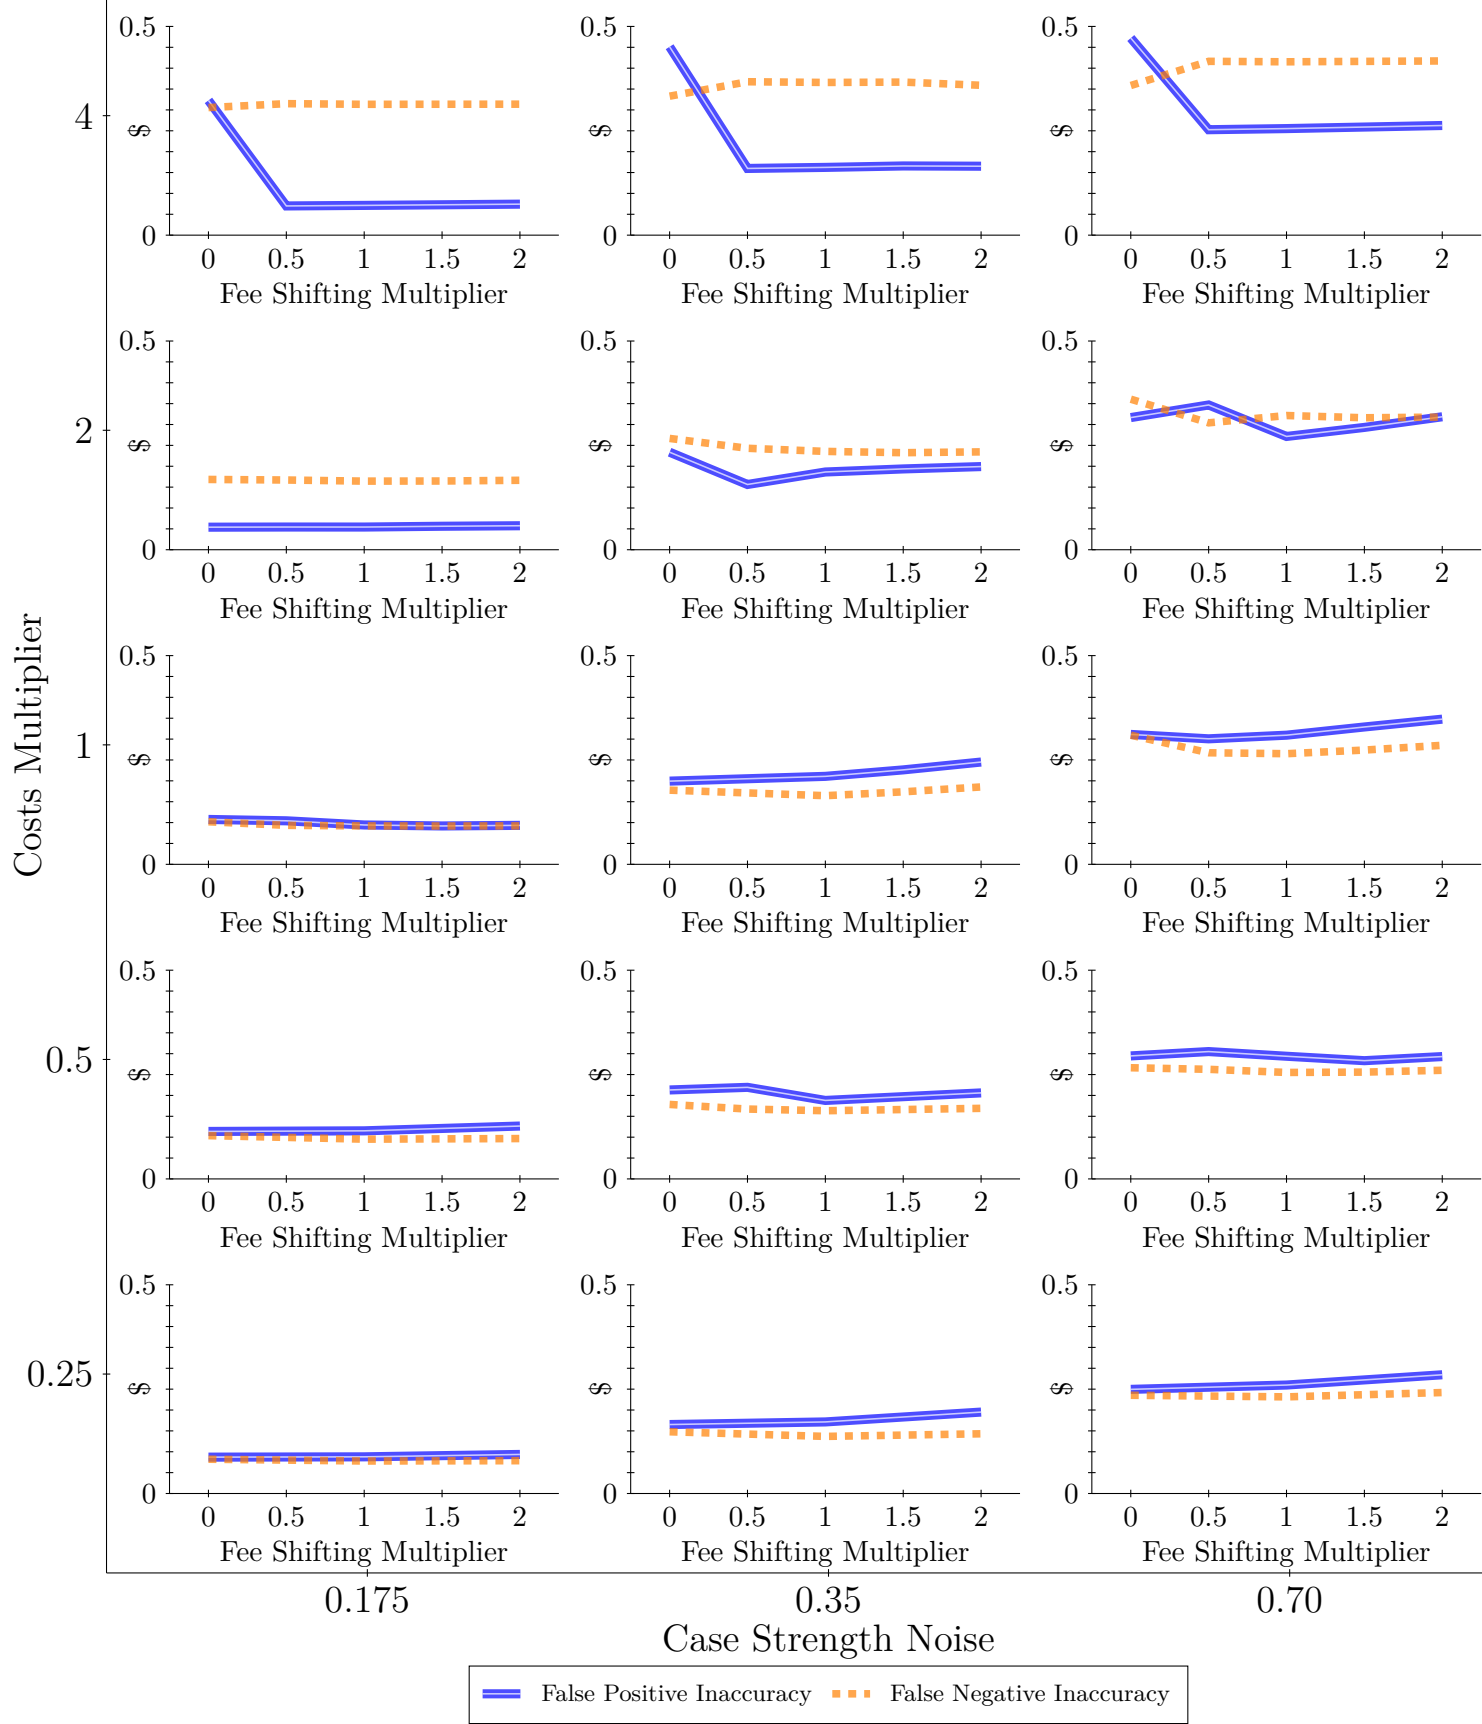 0.5 0.5 0.5
4 $ $ $
0 0 0
0 0.5 1 1.5 2 0 0.5 1 1.5 2 0 0.5 1 1.5 2
Fee Shifting Multiplier Fee Shifting Multiplier Fee Shifting Multiplier
0.5 0.5 0.5
2 $ $ $
0 0 0
0 0.5 1 1.5 2 0 0.5 1 1.5 2 0 0.5 1 1.5 2
Fee Shifting Multiplier Fee Shifting Multiplier Fee Shifting Multiplier
Costs Multiplier
0.5 0.5 0.5
1 $ $ $
0 0 0
0 0.5 1 1.5 2 0 0.5 1 1.5 2 0 0.5 1 1.5 2
Fee Shifting Multiplier Fee Shifting Multiplier Fee Shifting Multiplier
0.5 0.5 0.5
0.5 $ $ $
0 0 0
0 0.5 1 1.5 2 0 0.5 1 1.5 2 0 0.5 1 1.5 2
Fee Shifting Multiplier Fee Shifting Multiplier Fee Shifting Multiplier
0.5 0.5 0.5
0.25 $ $ $
0 0 0
0 0.5 1 1.5 2 0 0.5 1 1.5 2 0 0.5 1 1.5 2
Fee Shifting Multiplier Fee Shifting Multiplier Fee Shifting Multiplier
0.175 0.35 0.70
Case Strength Noise
False Positive Inaccuracy False Negative Inaccuracy